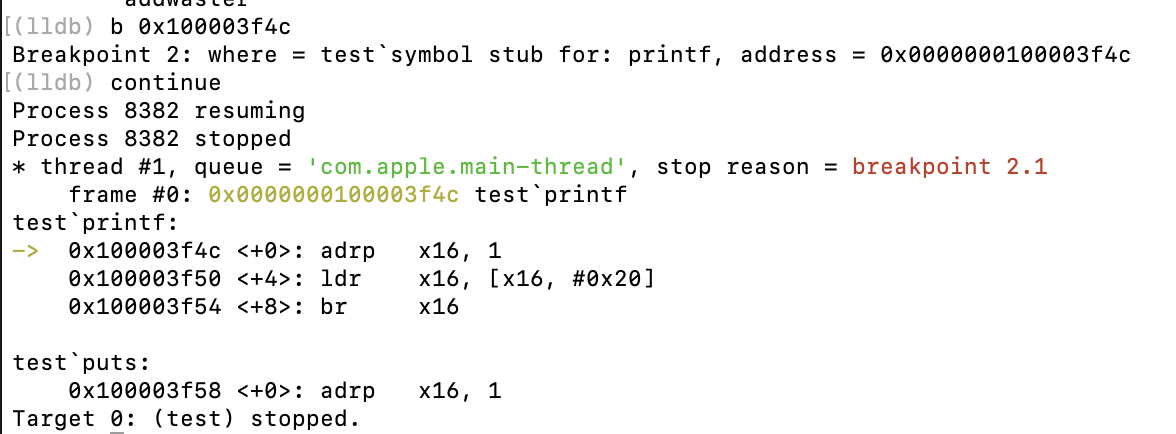 [(lldb) b 0x100003f4c
Breakpoint 2: where = test`symbol stub for: printf, address = 0x0000000100003f4c
[(lldb) continue
Process 8382 resuming
Process 8382 stopped
* thread #1, queue = 'com.apple.main-thread', stop reason = breakpoint 2.1
    frame #0: 0x0000000100003f4c test`printf
test`printf:
->  0x100003f4c <+0>: adrp   x16, 1
    0x100003f50 <+4>: ldr    x16, [x16, #0x20]
    0x100003f54 <+8>: br     x16

test`puts:
    0x100003f58 <+0>: adrp   x16, 1
Target 0: (test) stopped.